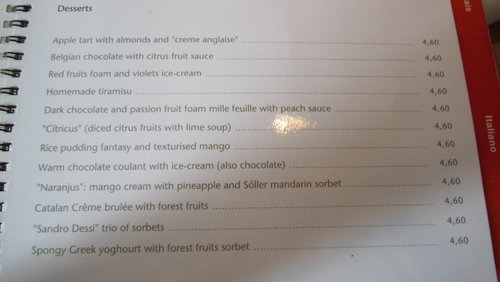 Desserts
Apple tart with almonds and "creme anglaise" 4,60
Belgian chocolate with citrus fruit sauce 4,60
Red fruits foam and violets ice-cream 4,60
Homemade tiramisu 4,60
Dark chocolate and passion fruit foam mille feuille with peach sauce 4,60
"Cítricus" (diced citrus fruits with lime soup) 4,60
Rice pudding fantasy and texturised mango 4,60
Warm chocolate coulant with ice-cream (also chocolate) 4,60
"Naranjus": mango cream with pineapple and Sóller mandarin sorbet 4,60
Catalan Crême brulée with forest fruits 4,60
"Sandro Dessi" trio of sorbets 4,60
Spongy Greek yoghourt with forest fruits sorbet 4,60
Italiano